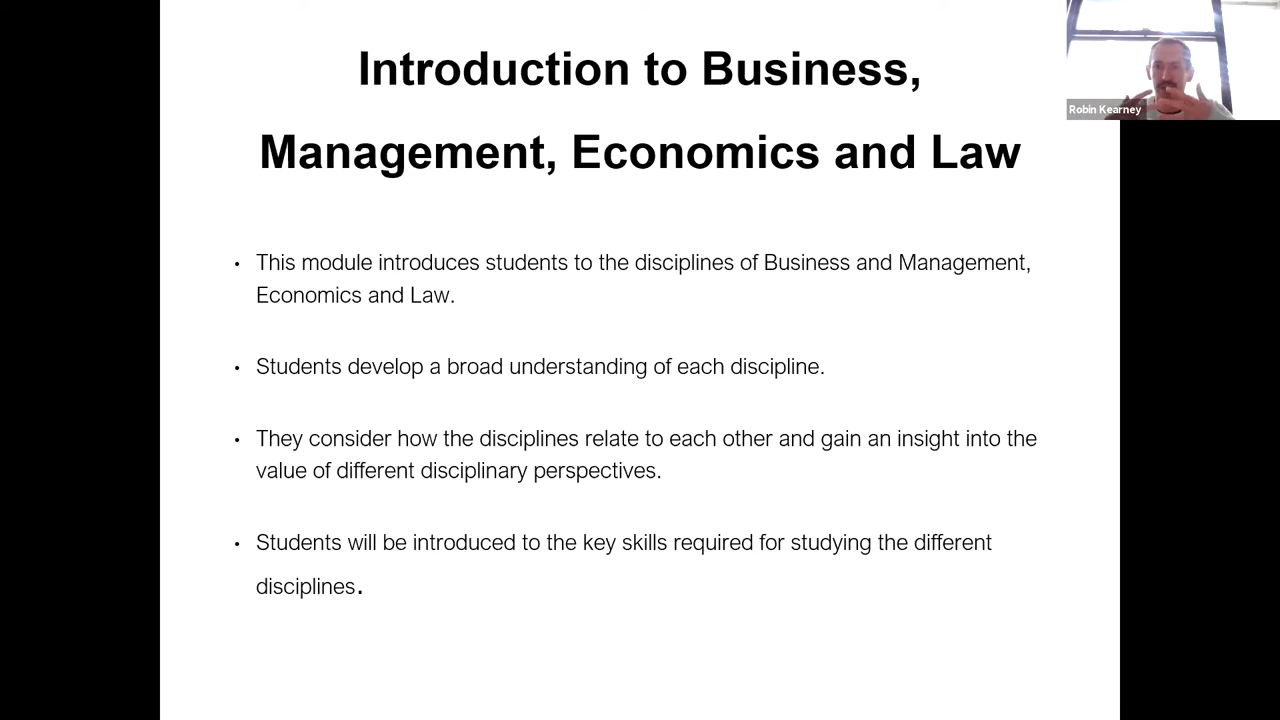 Introduction to Business,
Management, Economics and Law
Robin Kearney
• This module introduces students to the disciplines of Business and Management,
Economics and Law.
• Students develop a broad understanding of each discipline.
• They consider how the disciplines relate to each other and gain an insight into the
value of different disciplinary perspectives.
• Students will be introduced to the key skills required for studying the different
disciplines.